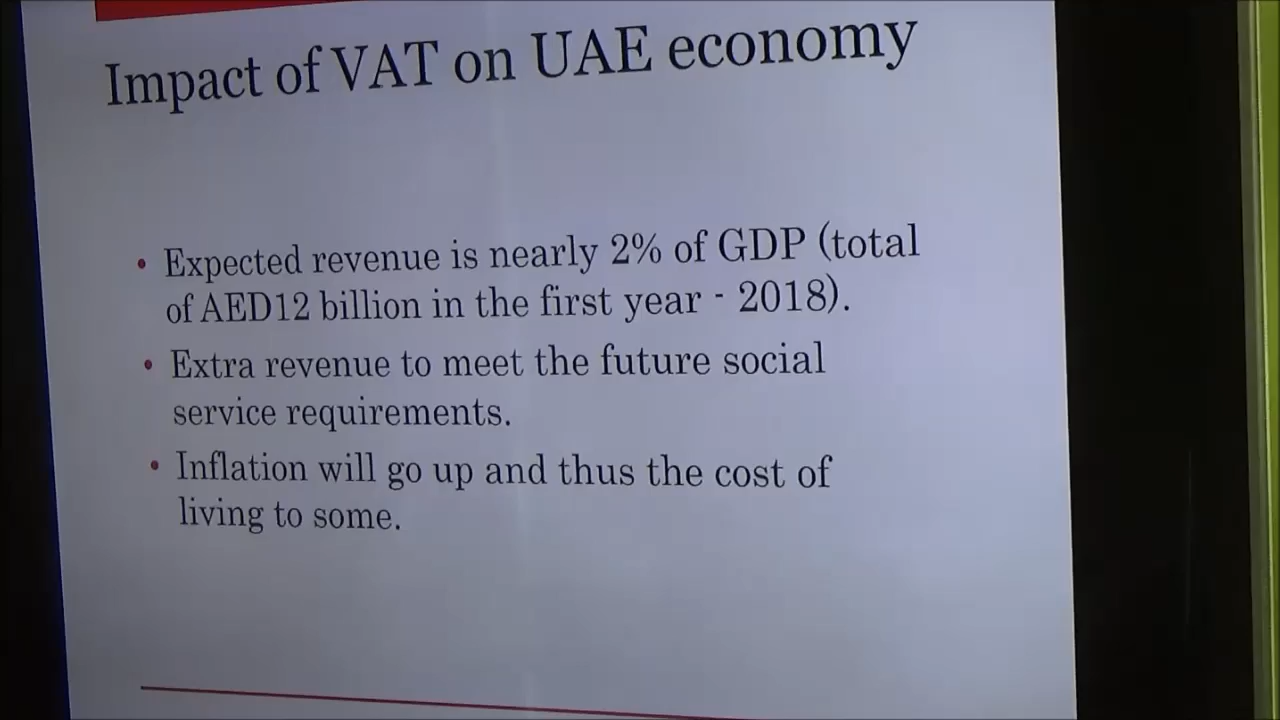 Impact of VAT on UAE economy
• Expected revenue is nearly 2% of GDP (total
of AED12 billion in the first year - 2018).
• Extra revenue to meet the future social
service requirements.
• Inflation will go up and thus the cost of
living to some.